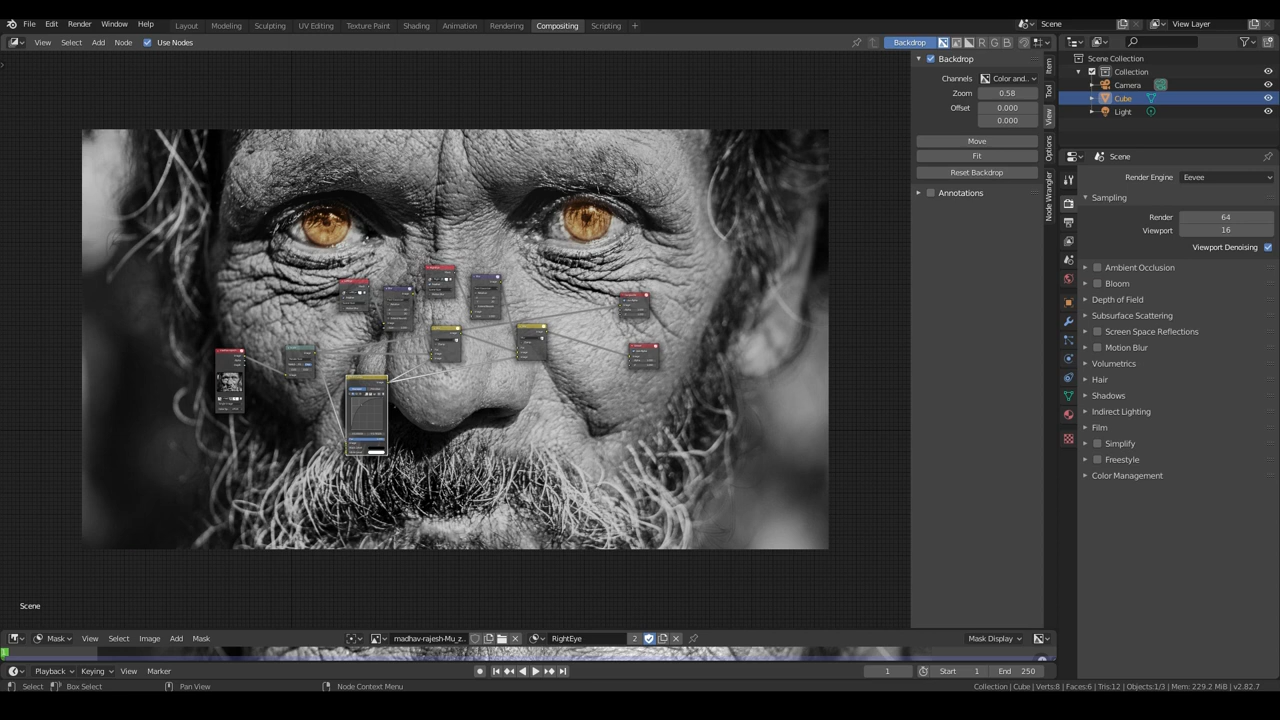 File Edit Render Window Help Layout Modeling Sculpting UV Editing Texture Paint Shading Animation Rendering Compositing Scripting + Scene View Layer
View Select Add Node Use Nodes Backdrop R G B
Backdrop
Channels Color and..
Zoom 0.58
Offset 0.000
0.000
Move
Fit
Reset Backdrop
Annotations
Item
Tool
View
Options
Node Wrangler
Scene Collection
Collection
Camera
Cube
Light
Scene
Render Engine Eevee
Sampling
Render 64
Viewport 16
Viewport Denoising
Ambient Occlusion
Bloom
Depth of Field
Subsurface Scattering
Screen Space Reflections
Motion Blur
Volumetrics
Hair
Shadows
Indirect Lighting
Film
Simplify
Freestyle
Color Management
Scene
Mask View Select Image Add Mask madhav-rajesh-Mu_z.. RightEye 2 Mask Display
1
Playback Keying View Marker 1 Start 1 End 250
Select Box Select Pan View Node Context Menu Collection | Cube | Verts:8 | Faces:6 | Tris:12 | Objects:1/3 | Mem: 229.2 MiB | v2.82.7